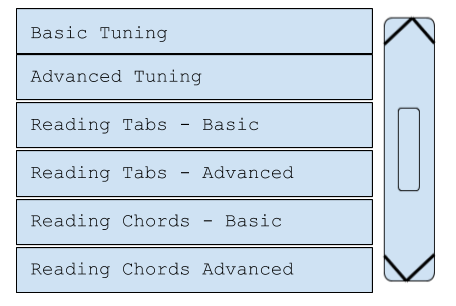 Basic Tuning
Advanced Tuning
Reading Tabs - Basic
Reading Tabs - Advanced
Reading Chords - Basic
Reading Chords Advanced